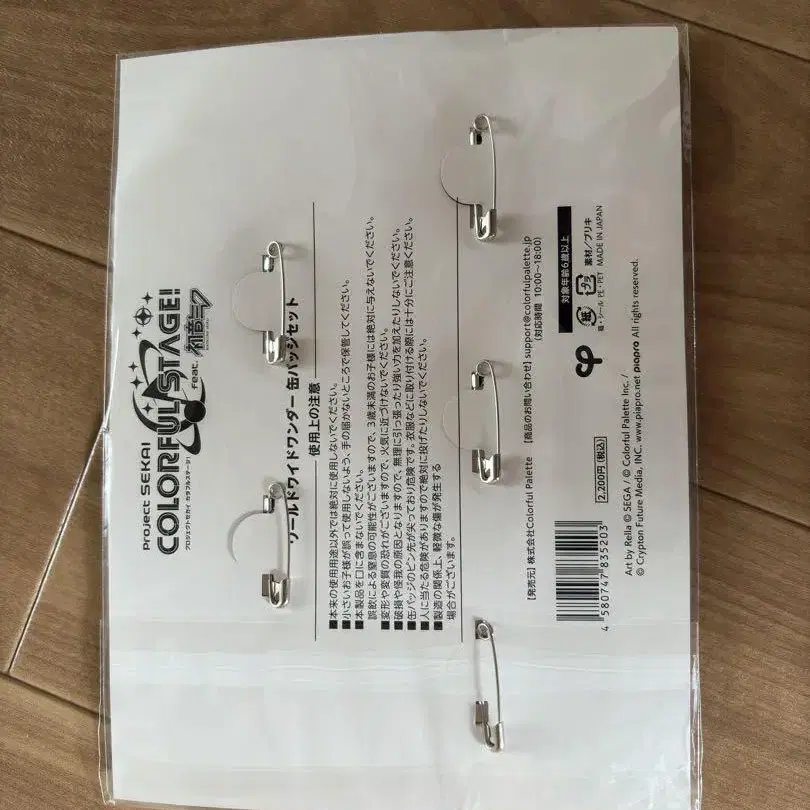 Project SEKAI
COLORFUL STAGE!
feat. 初音ミク
プロジェクトセカイ カラフルステージ!
ワールドワイドワンダー 缶バッジセット
使用上の注意
■本来の使用用途以外では絶対に使用しないでください。
■小さいお子様が誤って使用しないよう、手の届かないところで保管してください。
■本製品を口に含まないでください。
誤飲による窒息の可能性がございますので、3歳未満のお子様には絶対に与えないでください。
■変形や変質の恐れがございますので、火気に近づけないでください。
■破損や怪我の原因となりますので、無理に引っ張ったり強い力を加えたりしないでください。
■缶バッジのピン先が尖っており危険です。衣服などに取り付ける際には十分にご注意ください。
■人に当たる危険がありますので絶対に投げたりしないでください。
■製造の関係上、軽微な傷が発生する
場合がございます。
【発売元】株式会社Colorful Palette 【商品のお問い合わせ】support@colorfulpalette.jp
(対応時間 10:00~18:00)
対象年齢6歳以上
素材/ブリキ
紙
プラ
箱・シール PE・PET MADE IN JAPAN
2,200円(税込)
4 580747 835203
Art by Rella © SEGA / © Colorful Palette Inc. /
© Crypton Future Media, INC. www.piapro.net piapro All rights reserved.